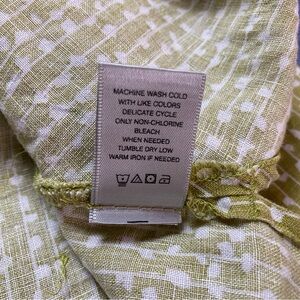 MACHINE WASH COLD
WITH LIKE COLORS
DELICATE CYCLE
ONLY NON-CHLORINE
BLEACH
WHEN NEEDED
TUMBLE DRY LOW
WARM IRON IF NEEDED